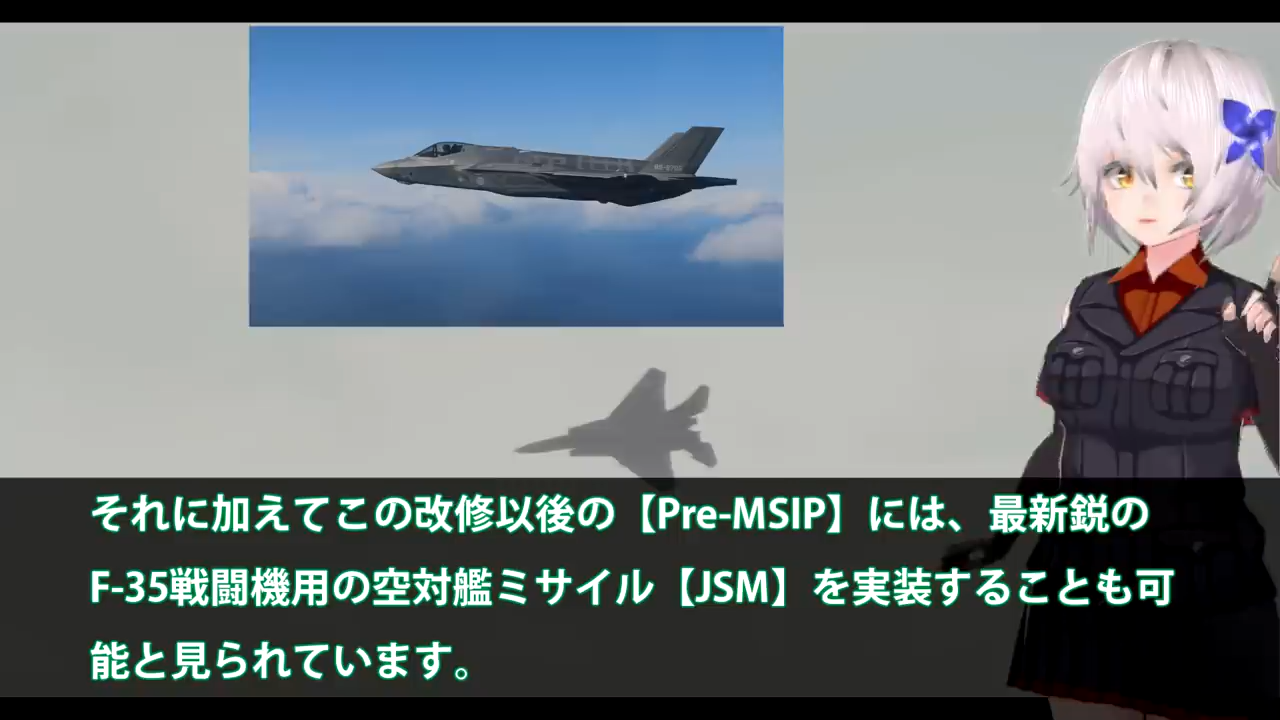 それに加えてこの改修以後の【Pre-MSIP】には、最新鋭の
F-35戦闘機用の空対艦ミサイル【JSM】を実装することも可
能と見られています。